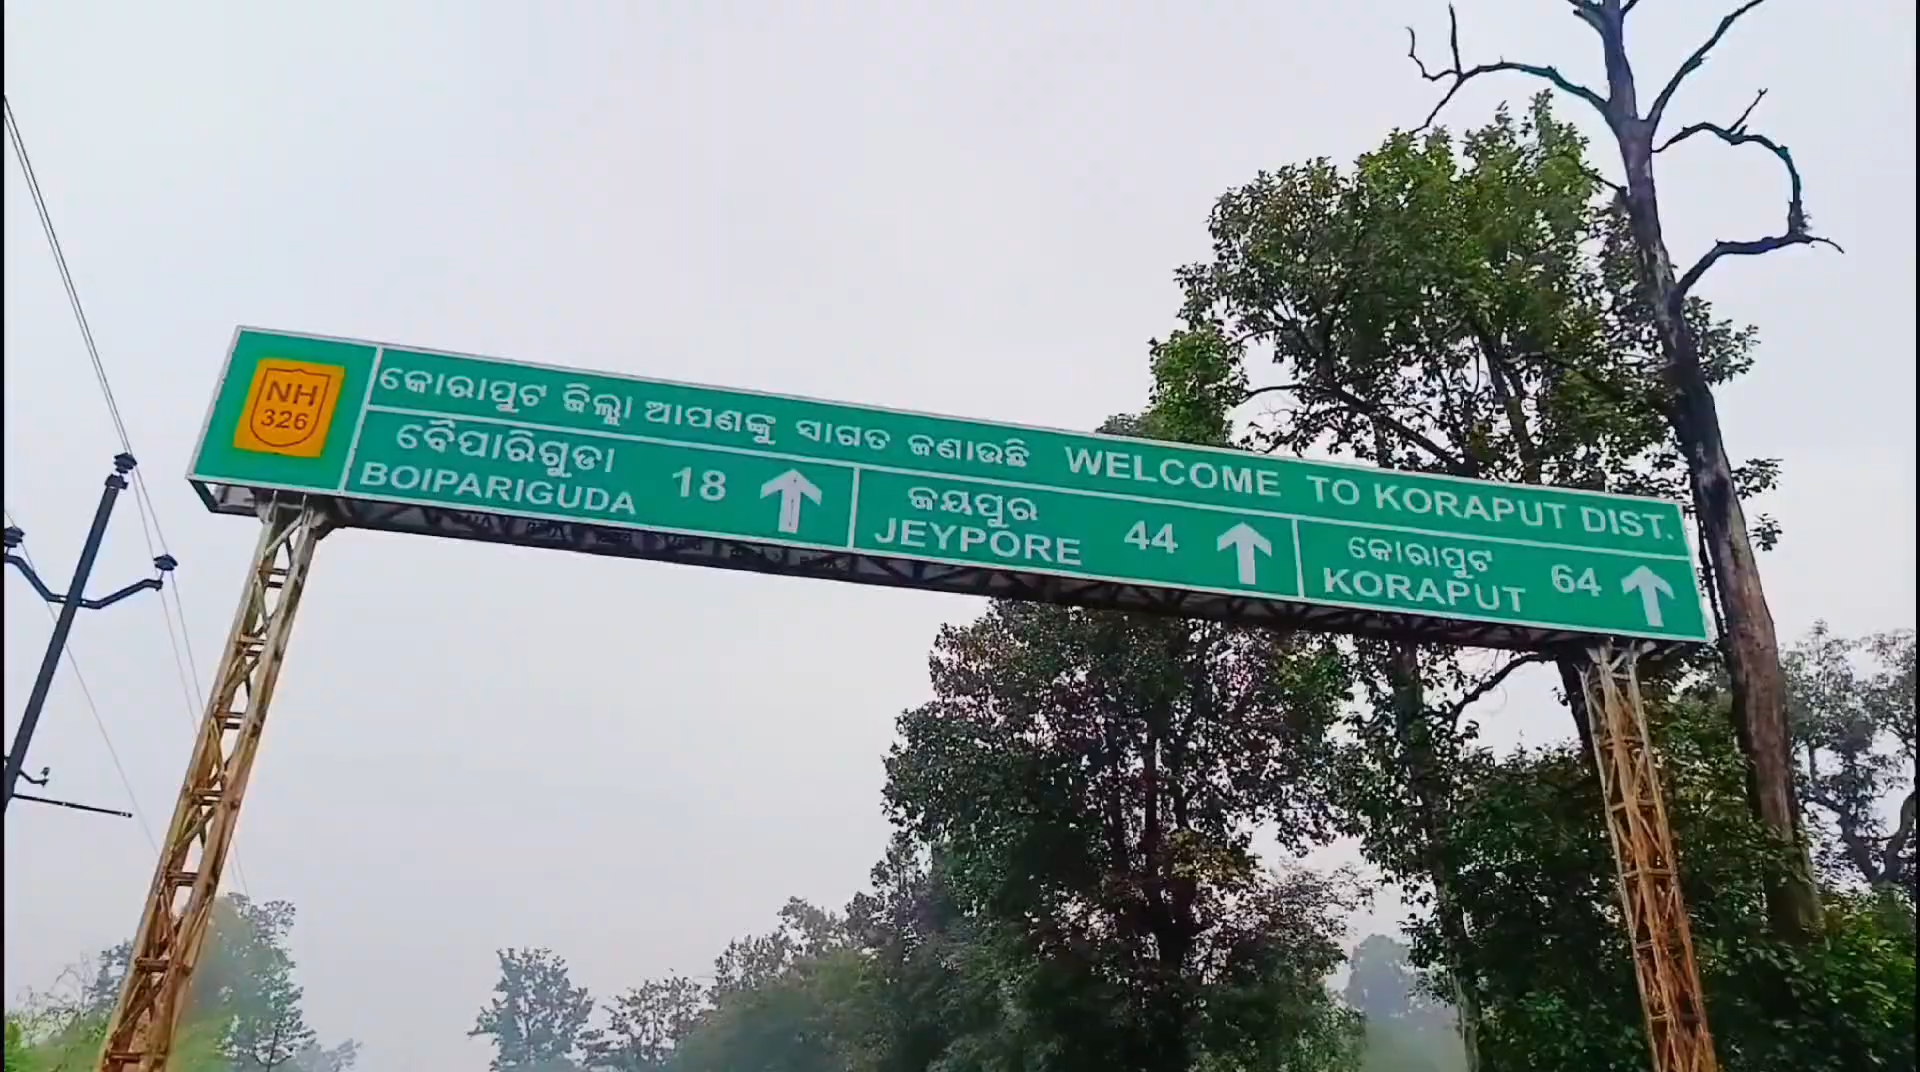 NH
326
କୋରାପୁଟ ଜିଲ୍ଲା ଆପଣଙ୍କୁ ସାଗତ ଜଣାଉଛି WELCOME TO KORAPUT DIST.
ବୈପାରିଗୁଡା
BOIPARIGUDA 18
ଜୟପୁର
JEYPORE 44
କୋରାପୁଟ
KORAPUT 64